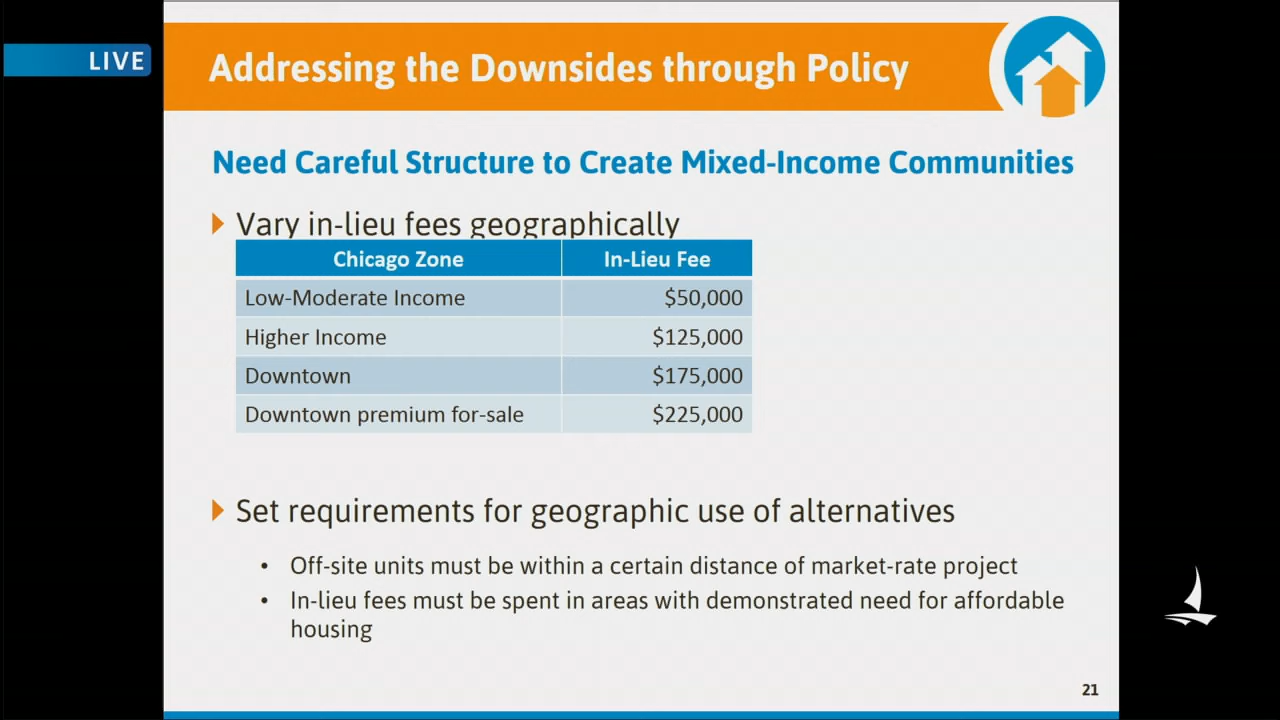 LIVE
Addressing the Downsides through Policy
Need Careful Structure to Create Mixed-Income Communities
Vary in-lieu fees geographically
Chicago Zone In-Lieu Fee
Low-Moderate Income $50,000
Higher Income $125,000
Downtown $175,000
Downtown premium for-sale $225,000
Set requirements for geographic use of alternatives
• Off-site units must be within a certain distance of market-rate project
• In-lieu fees must be spent in areas with demonstrated need for affordable
housing
21